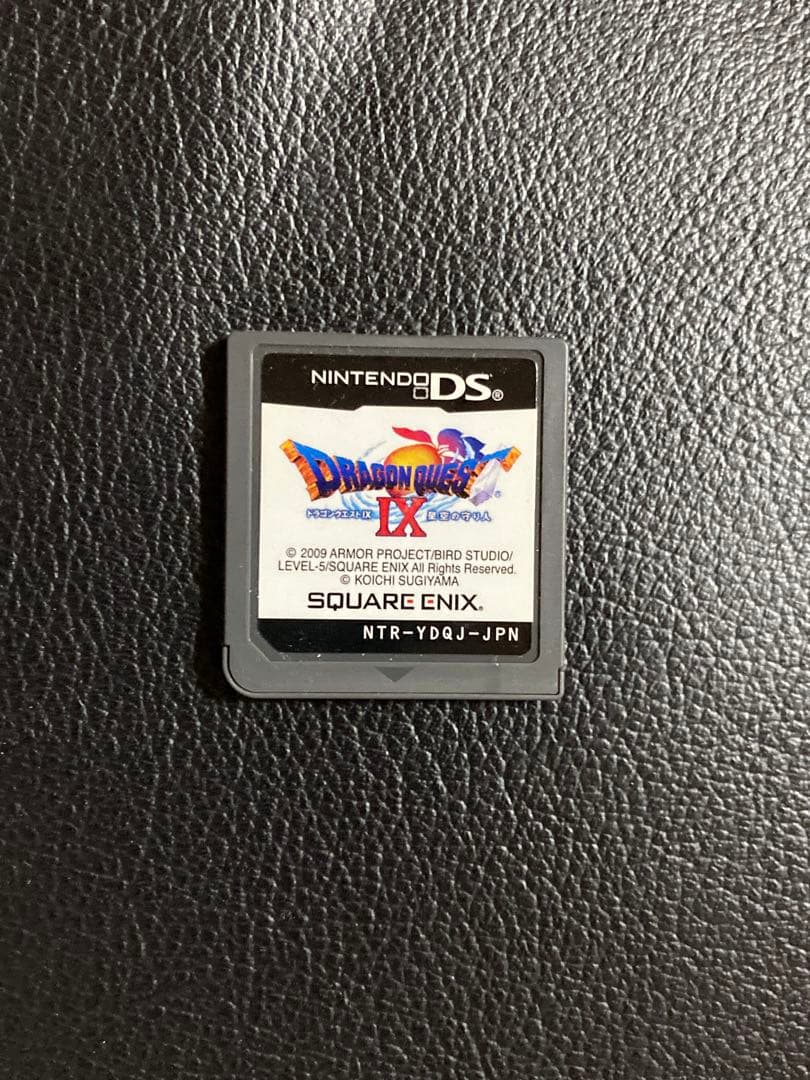 NINTENDO DS®
DRAGON QUEST®
IX
ドラゴンクエストIX 星空の守り人
© 2009 ARMOR PROJECT/BIRD STUDIO/
LEVEL-5/SQUARE ENIX All Rights Reserved.
© KOICHI SUGIYAMA
SQUARE ENIX®
NTR-YDQJ-JPN